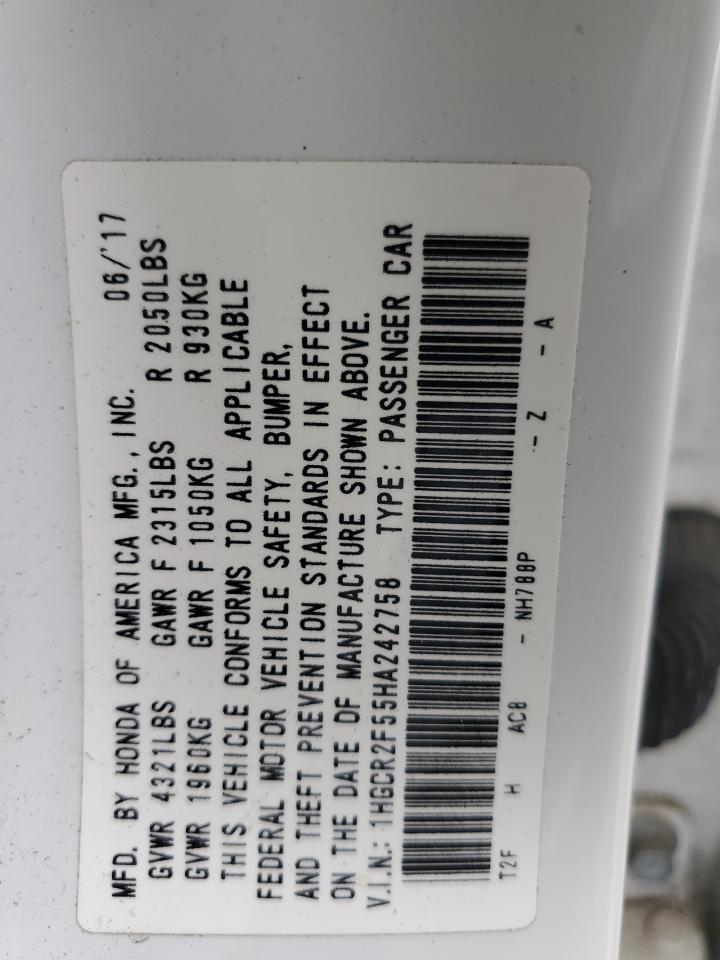 MFD. BY HONDA OF AMERICA MFG., INC. 06/'17
GVWR 4321LBS GAWR F 2315LBS R 2050LBS
GVWR 1960KG GAWR F 1050KG R 930KG
THIS VEHICLE CONFORMS TO ALL APPLICABLE
FEDERAL MOTOR VEHICLE SAFETY, BUMPER,
AND THEFT PREVENTION STANDARDS IN EFFECT
ON THE DATE OF MANUFACTURE SHOWN ABOVE.
V.I.N.: 1HGCR2F55HA242758 TYPE: PASSENGER CAR
T2F H AC8 - NH788P - Z - A